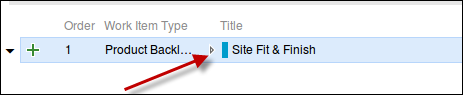 Order Work Item Type Title
1 Product Backl... Site Fit & Finish